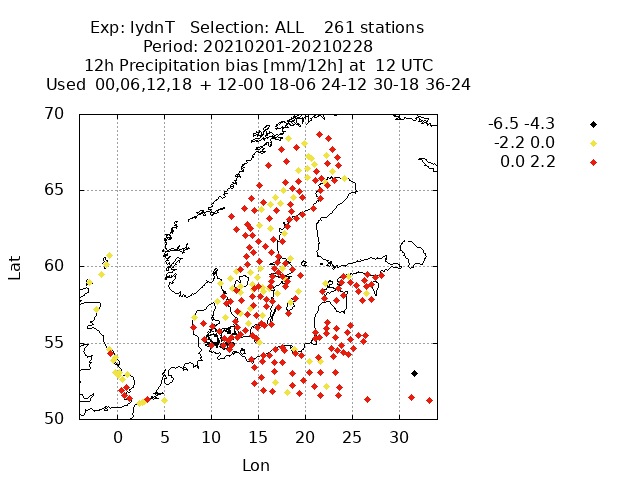 Exp: IydnT   Selection: ALL    261 stations
Period: 20210201-20210228
12h Precipitation bias [mm/12h] at  12 UTC
Used  00,06,12,18  + 12-00 18-06 24-12 30-18 36-24
-6.5 -4.3
-2.2 0.0
0.0 2.2
70
65
60
55
50
Lat
0 5 10 15 20 25 30
Lon